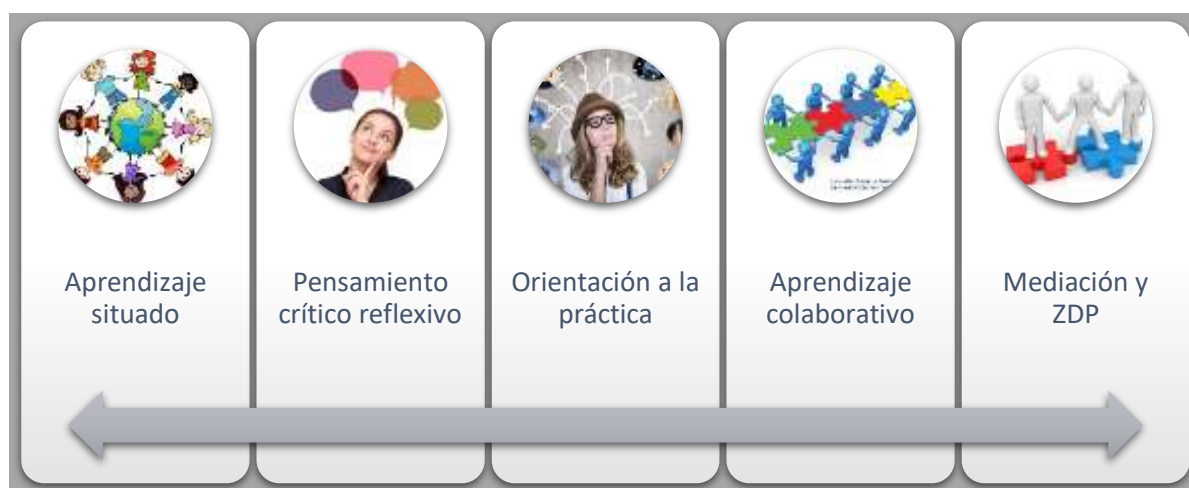 Aprendizaje
situado
Pensamiento
crítico reflexivo
Orientación a la
práctica
Aprendizaje
colaborativo
Mediación y
ZDP